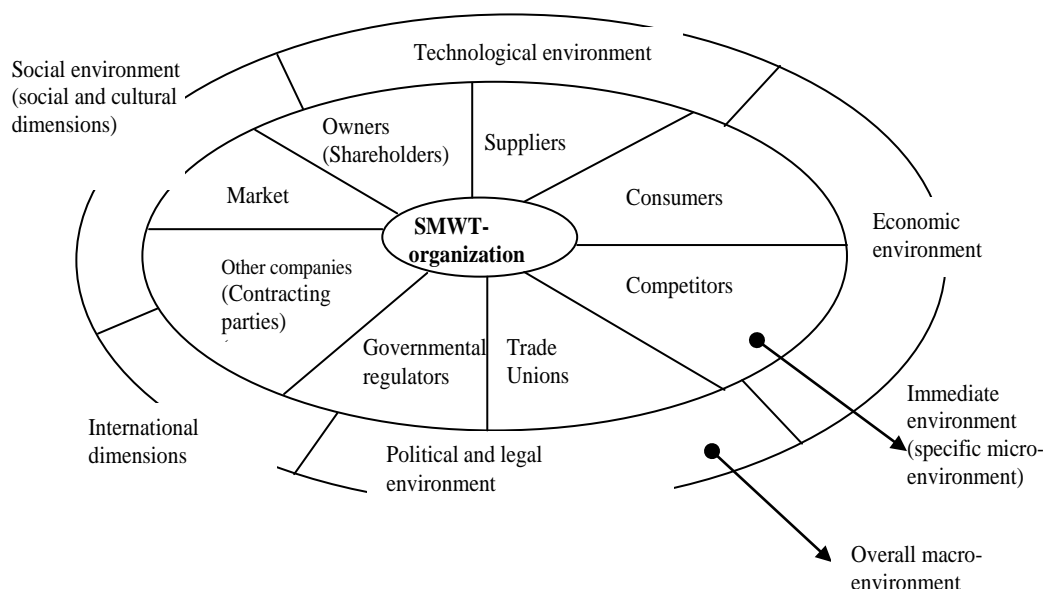 Technological environment
Social environment
(social and cultural
dimensions)
Owners
(Shareholders)
Suppliers
Market
Consumers
SMWT-
organization
Economic
environment
Other companies
(Contracting
parties)
Competitors
Governmental
regulators
Trade
Unions
Immediate
environment
(specific micro-
environment)
International
dimensions
Political and legal
environment
Overall macro-
environment